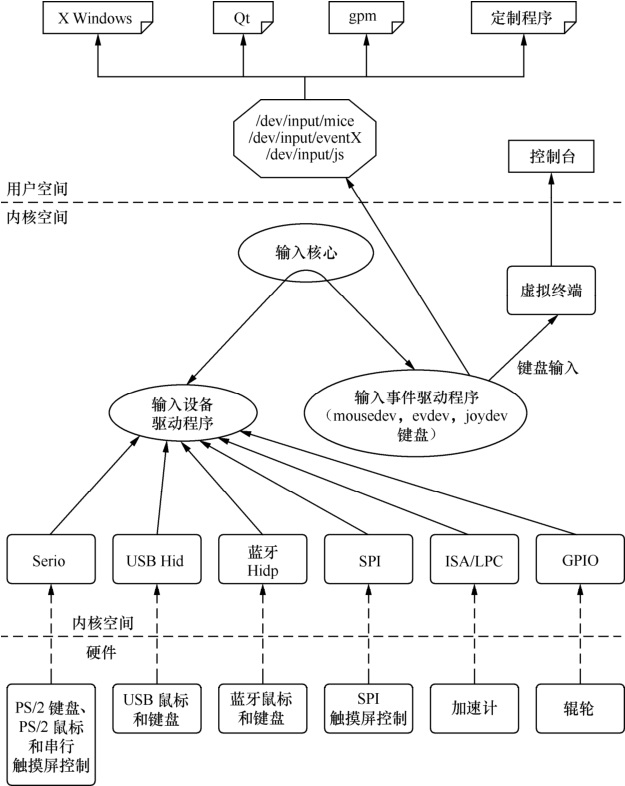 X Windows
Qt
gpm
定制程序
/dev/input/mice
/dev/input/eventX
/dev/input/js
控制台
用户空间
内核空间
输入核心
虚拟终端
键盘输入
输入设备
驱动程序
输入事件驱动程序
（mousedev，evdev，joydev
键盘）
Serio
USB Hid
蓝牙
Hidp
SPI
ISA/LPC
GPIO
内核空间
硬件
PS/2 键盘、
PS/2 鼠标
和串行
触摸屏控制
USB 鼠标
和键盘
蓝牙鼠标
和键盘
SPI
触摸屏控制
加速计
辊轮